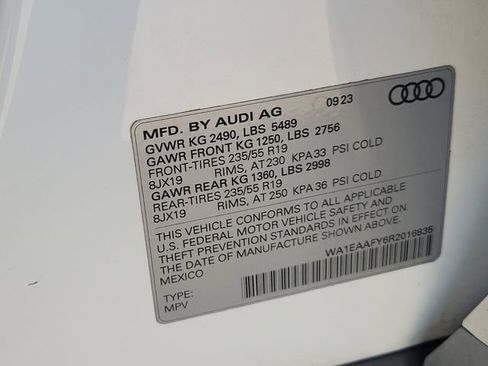 09 23
MFD. BY AUDI AG
GVWR KG 2490, LBS 5489
GAWR FRONT KG 1250, LBS 2756
FRONT-TIRES 235/55 R19
8JX19 RIMS, AT 230 KPA 33 PSI COLD
GAWR REAR KG 1360, LBS 2998
REAR-TIRES 235/55 R19
8JX19 RIMS, AT 250 KPA 36 PSI COLD
THIS VEHICLE CONFORMS TO ALL APPLICABLE
U.S. FEDERAL MOTOR VEHICLE SAFETY AND
THEFT PREVENTION STANDARDS IN EFFECT ON
THE DATE OF MANUFACTURE SHOWN ABOVE.
MEXICO
WA1EAAFY6R2016835
TYPE:
MPV